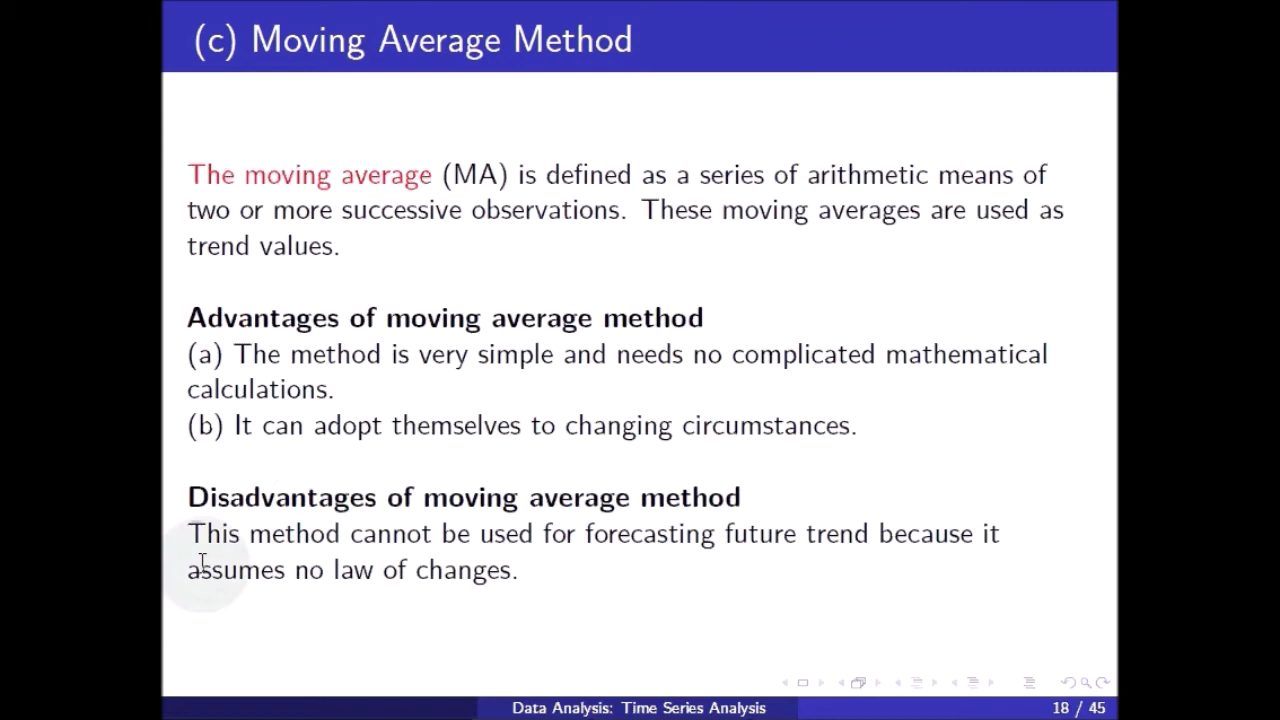 (c) Moving Average Method
The moving average (MA) is defined as a series of arithmetic means of
two or more successive observations. These moving averages are used as
trend values.
Advantages of moving average method
(a) The method is very simple and needs no complicated mathematical
calculations.
(b) It can adopt themselves to changing circumstances.
Disadvantages of moving average method
This method cannot be used for forecasting future trend because it
assumes no law of changes.
Data Analysis: Time Series Analysis
18 / 45